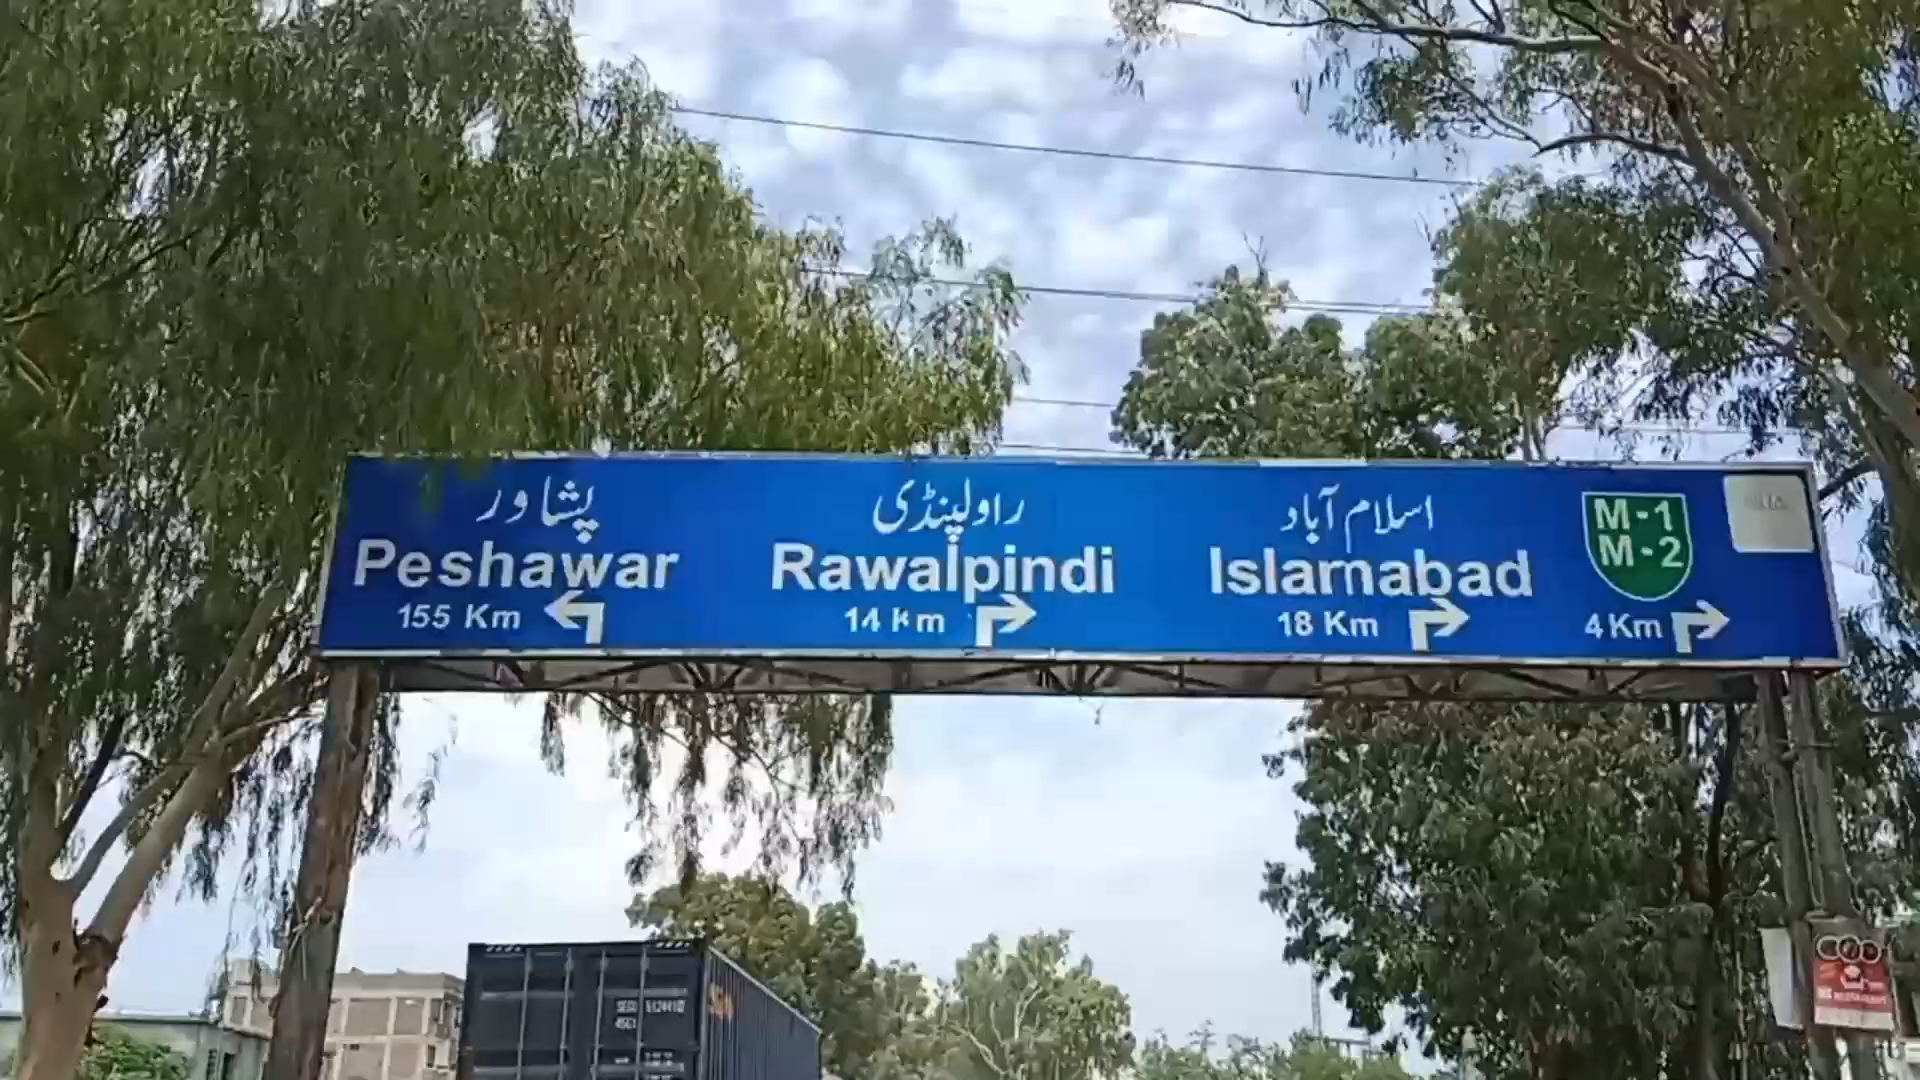 پشاور
Peshawar
155 Km
راولپنڈی
Rawalpindi
14 Km
اسلام آباد
Islamabad
18 Km
M-1
M-2
4 Km